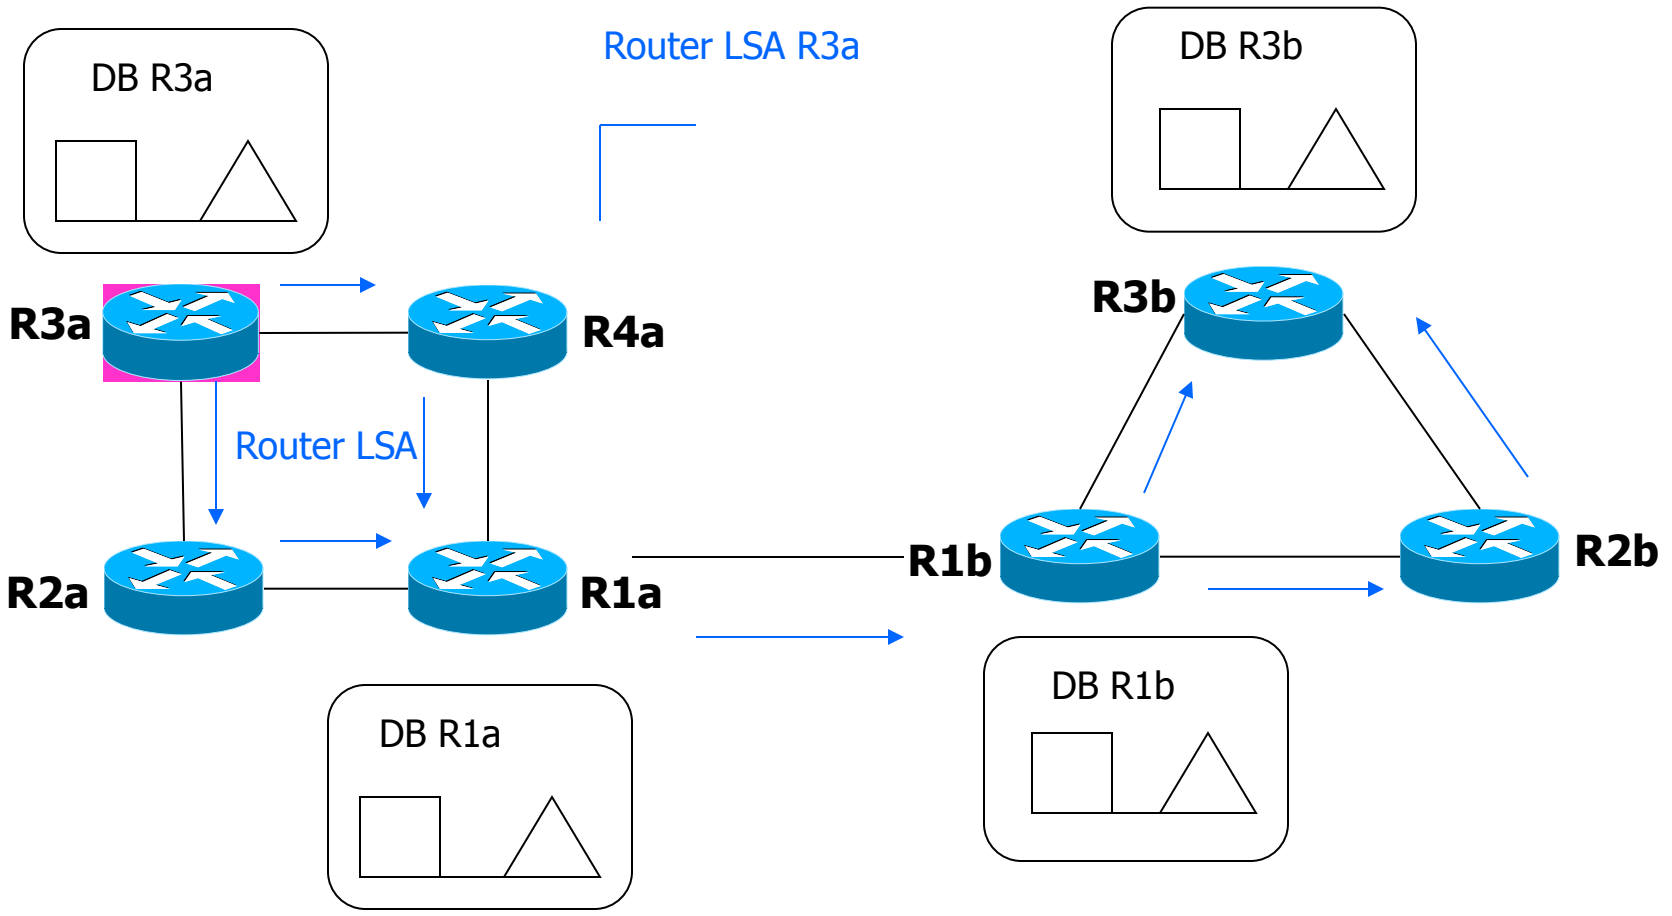 Router LSA R3a
DB R3b
DB R3a
R3b
R3a
R4a
Router LSA
R2b
R1b
R2a
R1a
DB R1b
DB R1a